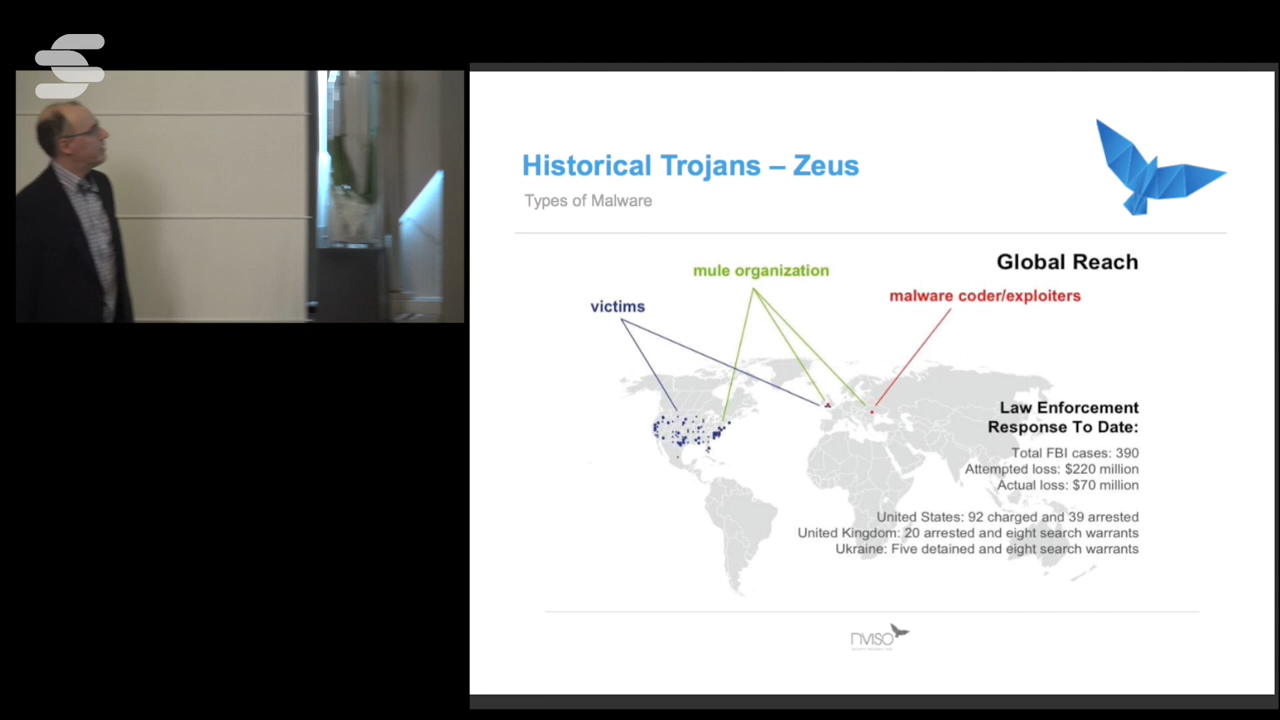 Historical Trojans – Zeus
Types of Malware
Global Reach
mule organization
malware coder/exploiters
victims
Law Enforcement
Response To Date:
Total FBI cases: 390
Attempted loss: $220 million
Actual loss: $70 million
United States: 92 charged and 39 arrested
United Kingdom: 20 arrested and eight search warrants
Ukraine: Five detained and eight search warrants
NVISO